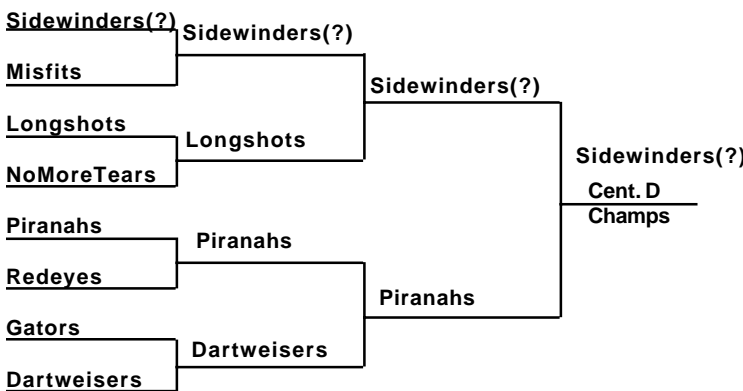 Sidewinders(?)
Misfits
Longshots
NoMoreTears
Piranahs
Redeyes
Gators
Dartweisers
Sidewinders(?)
Longshots
Piranahs
Dartweisers
Sidewinders(?)
Piranahs
Sidewinders(?)
Cent. D
Champs